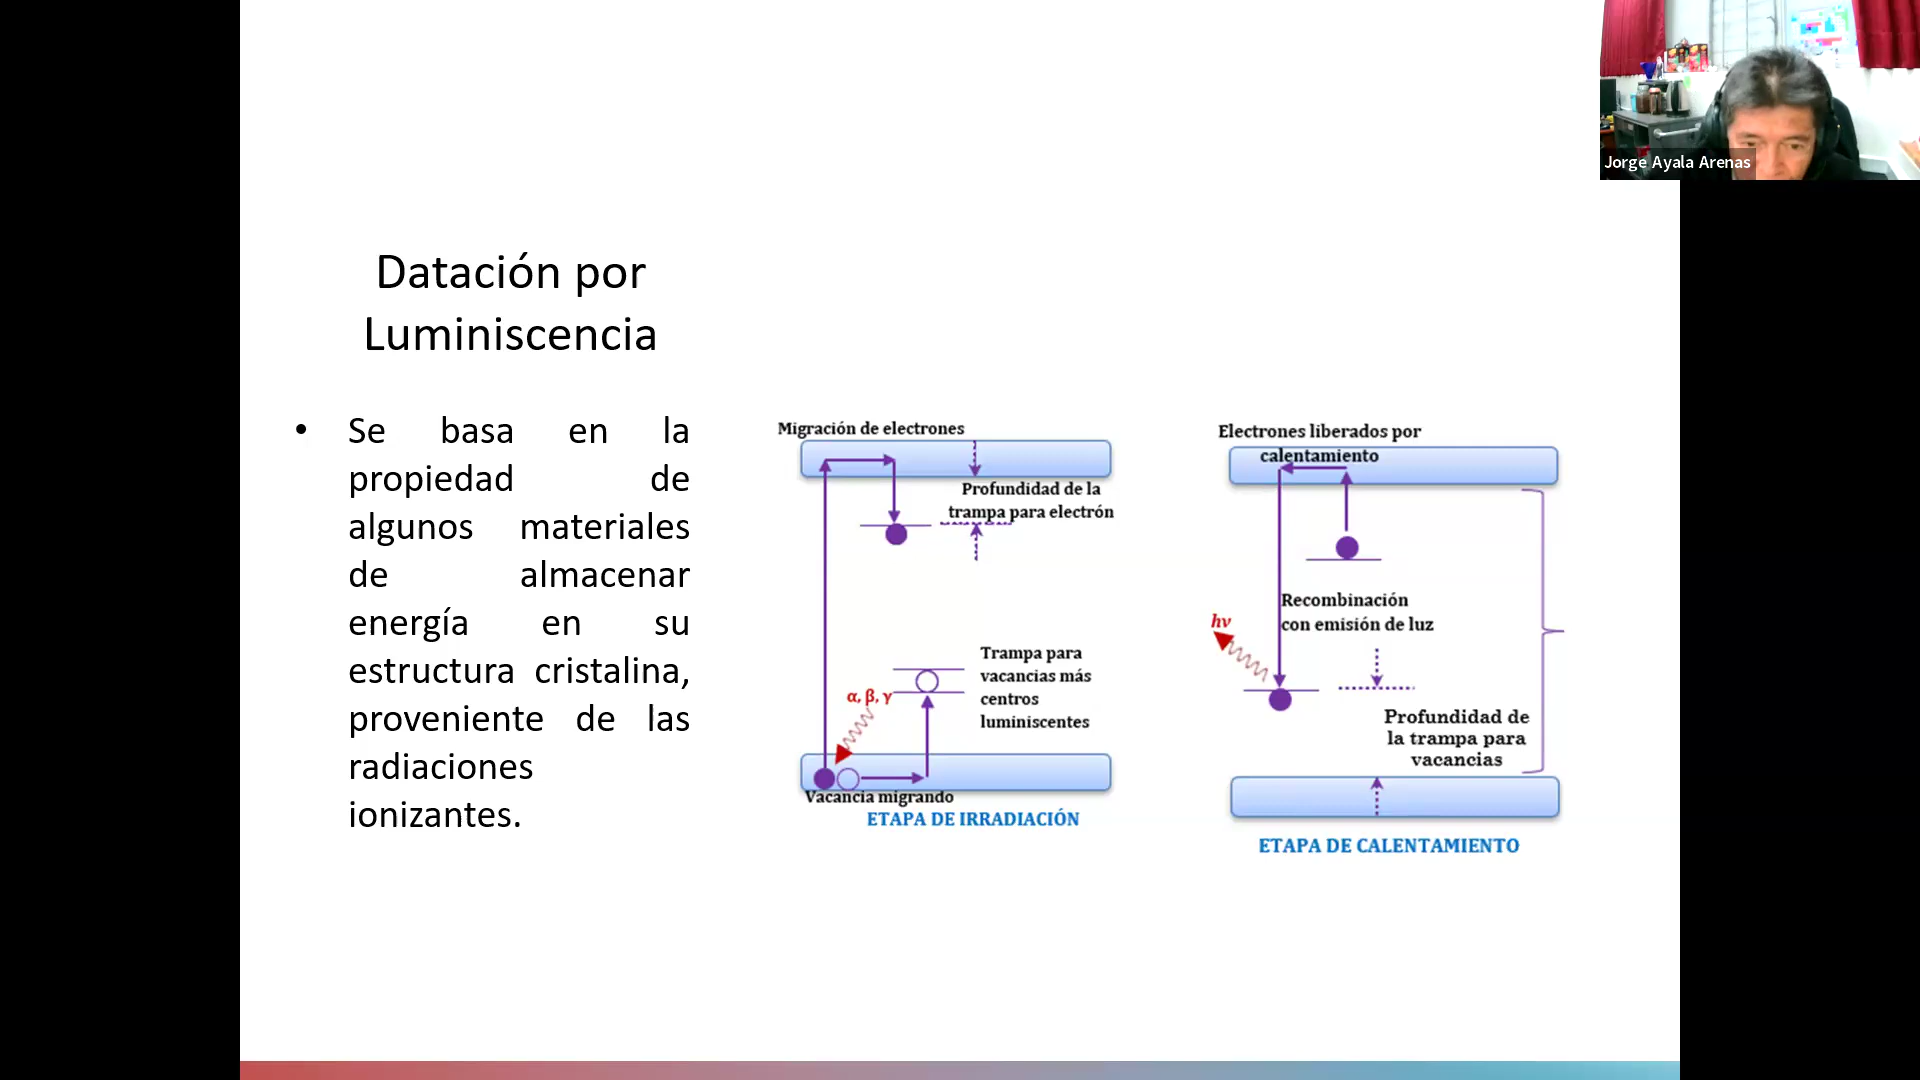 Jorge Ayala Arenas
Datación por
Luminiscencia
• Se basa en la
propiedad de
algunos materiales
de almacenar
energía en su
estructura cristalina,
proveniente de las
radiaciones
ionizantes.
Migración de electrones
Profundidad de la
trampa para electrón
Trampa para
vacancias más
centros
luminiscentes
α, β, γ
Vacancia migrando
ETAPA DE IRRADIACIÓN
Electrones liberados por
calentamiento
Recombinación
con emisión de luz
hν
Profundidad de
la trampa para
vacancias
ETAPA DE CALENTAMIENTO